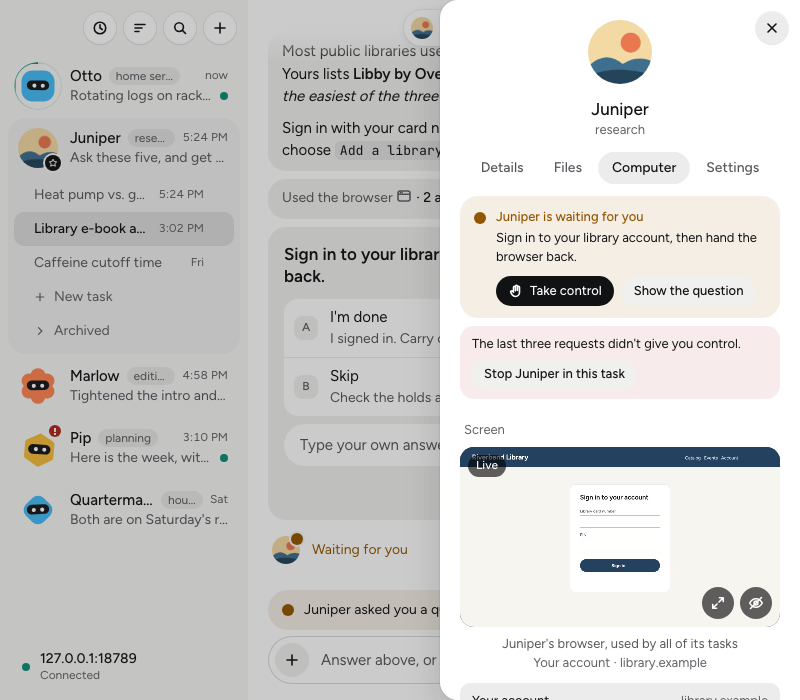 Otto home ser... now
Rotating logs on rack...
Juniper rese... 5:24 PM
Ask these five, and get ...
Heat pump vs. g... 5:24 PM
Library e-book a... 3:02 PM
Caffeine cutoff time Fri
New task
Archived
Marlow editi... 4:58 PM
Tightened the intro and...
Pip planning 3:10 PM
Here is the week, wit...
Quarterma... hou... Sat
Both are on Saturday's r...
127.0.0.1:18789
Connected
Most public libraries use
Yours lists Libby by Ove
the easiest of the three
Sign in with your card n
choose Add a library
Used the browser · 2 a
Sign in to your librar
back.
A I'm done
I signed in. Carry o
B Skip
Check the holds a
Type your own answe
Waiting for you
Juniper asked you a q
Answer above, or
Juniper
research
Details Files Computer Settings
Juniper is waiting for you
Sign in to your library account, then hand the
browser back.
Take control Show the question
The last three requests didn't give you control.
Stop Juniper in this task
Screen
Library Catalog Events Account
Live
Sign in to your account
Library card number
PIN
Sign in
Juniper's browser, used by all of its tasks
Your account · library.example
Your account library.example